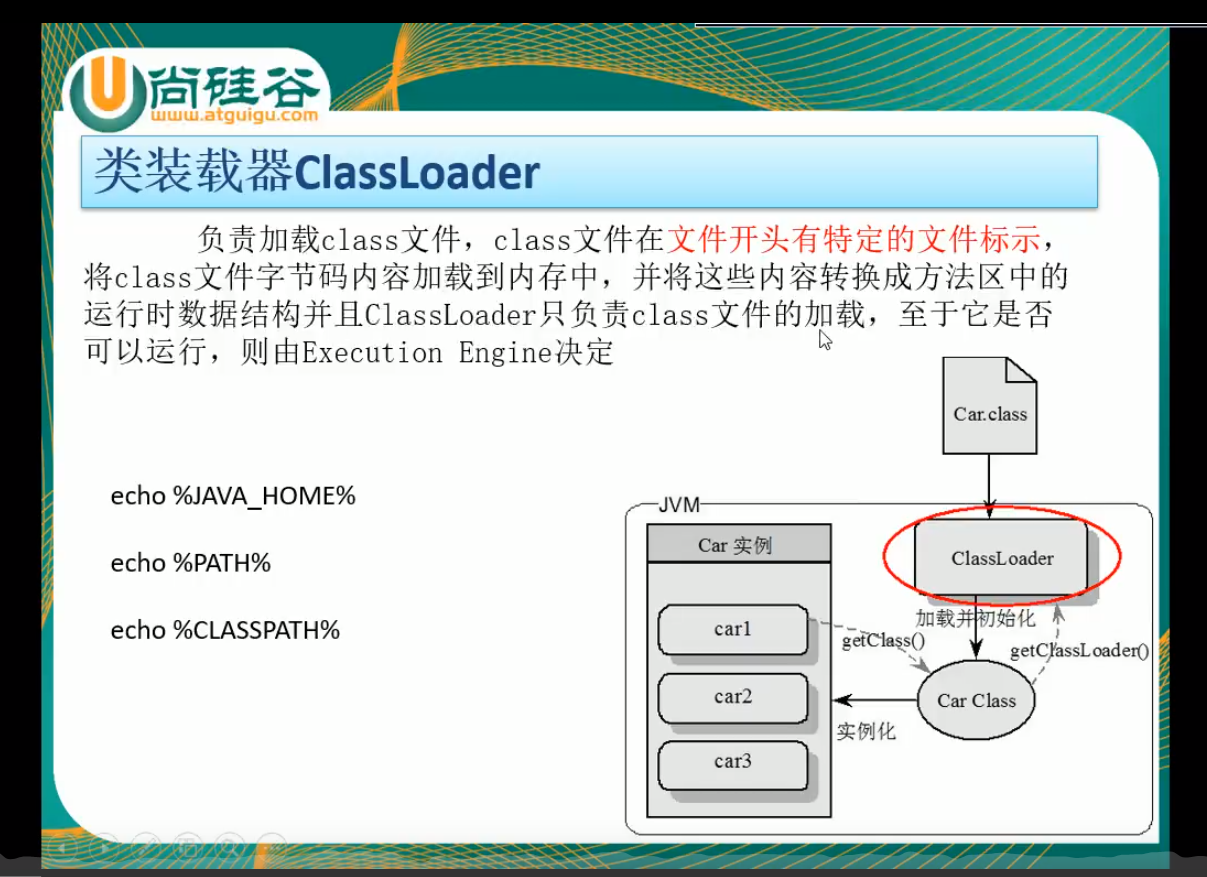 尚硅谷
www.atguigu.com
类装载器ClassLoader
负责加载class文件，class文件在文件开头有特定的文件标示，
将class文件字节码内容加载到内存中，并将这些内容转换成方法区中的
运行时数据结构并且ClassLoader只负责class文件的加载，至于它是否
可以运行，则由Execution Engine决定
echo %JAVA_HOME%
echo %PATH%
echo %CLASSPATH%
Car.class
JVM
Car 实例
ClassLoader
加载并初始化
car1
getClass()
getClassLoader()
car2
Car Class
实例化
car3